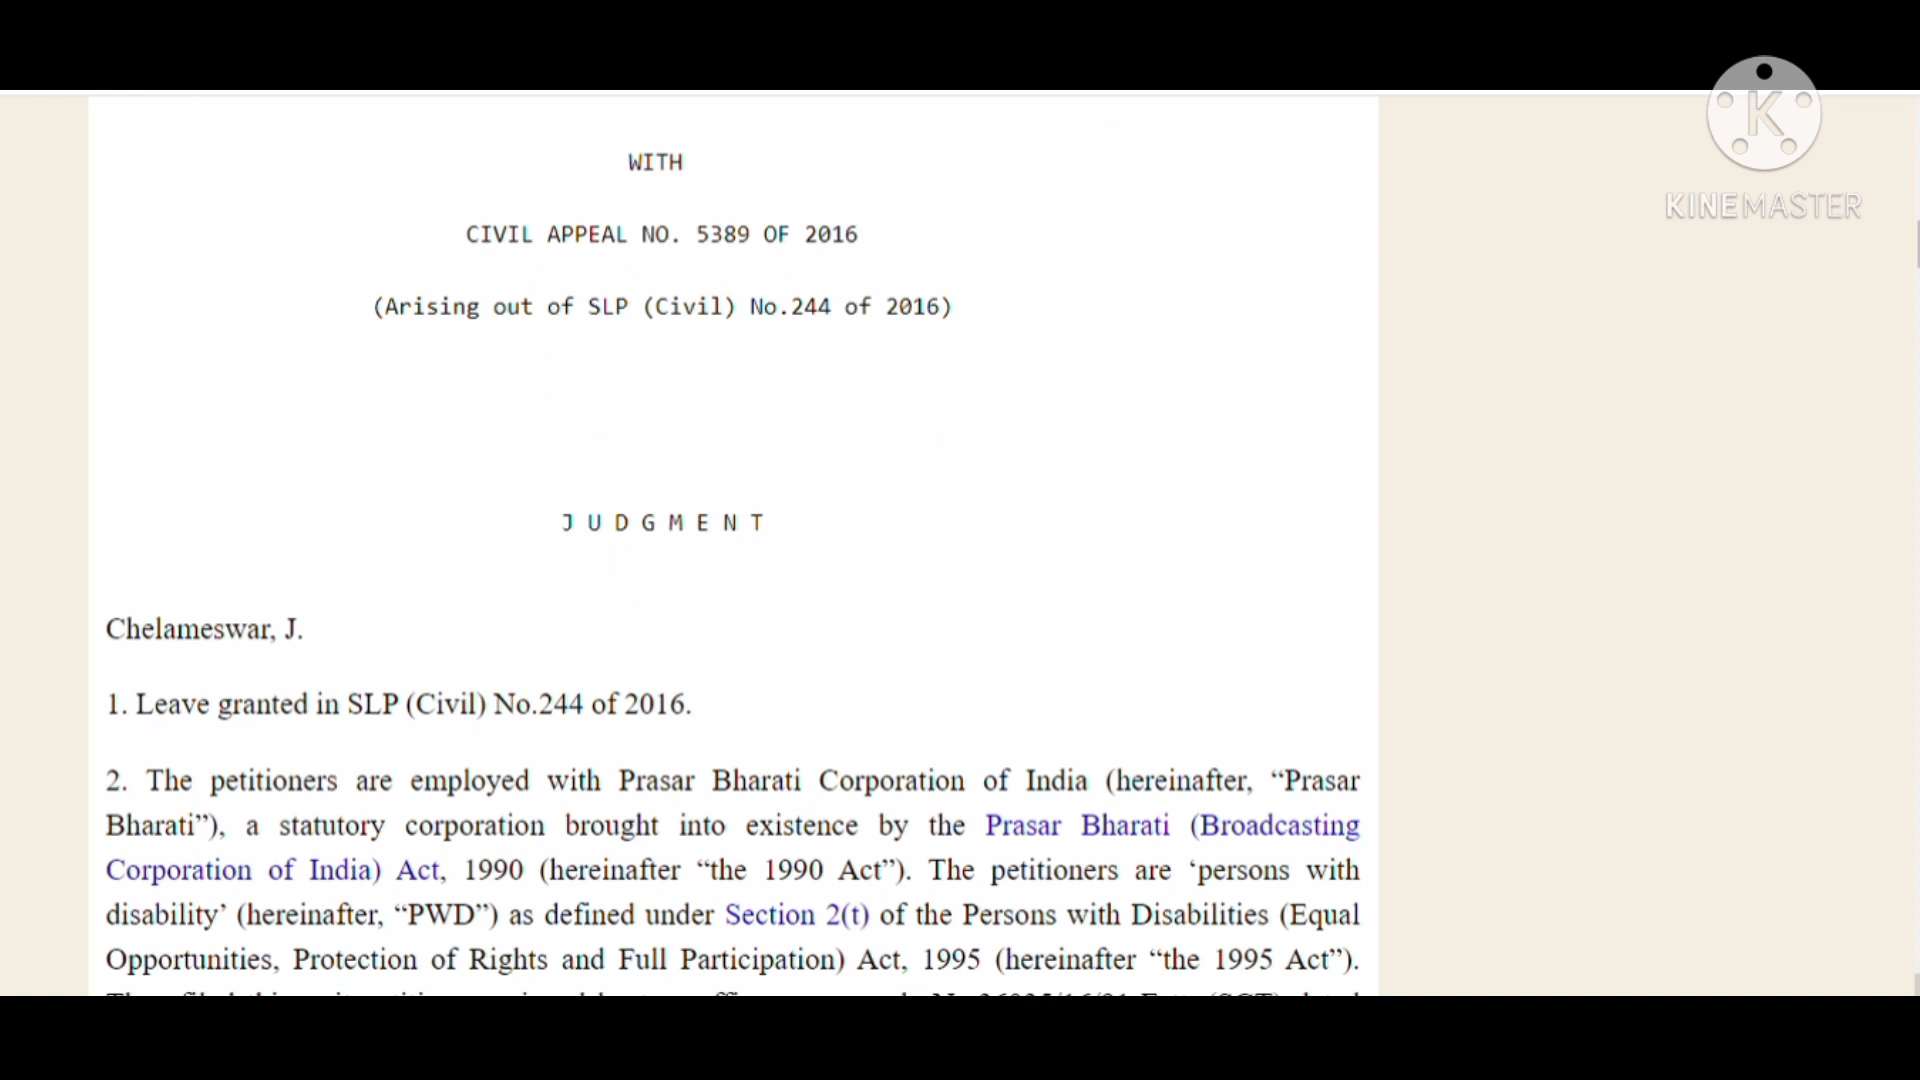 K
KINEMASTER
WITH
CIVIL APPEAL NO. 5389 OF 2016
(Arising out of SLP (Civil) No.244 of 2016)
J U D G M E N T
Chelameswar, J.
1. Leave granted in SLP (Civil) No.244 of 2016.
2. The petitioners are employed with Prasar Bharati Corporation of India (hereinafter, “Prasar
Bharati”), a statutory corporation brought into existence by the Prasar Bharati (Broadcasting
Corporation of India) Act, 1990 (hereinafter “the 1990 Act”). The petitioners are ‘persons with
disability’ (hereinafter, “PWD”) as defined under Section 2(t) of the Persons with Disabilities (Equal
Opportunities, Protection of Rights and Full Participation) Act, 1995 (hereinafter “the 1995 Act”).